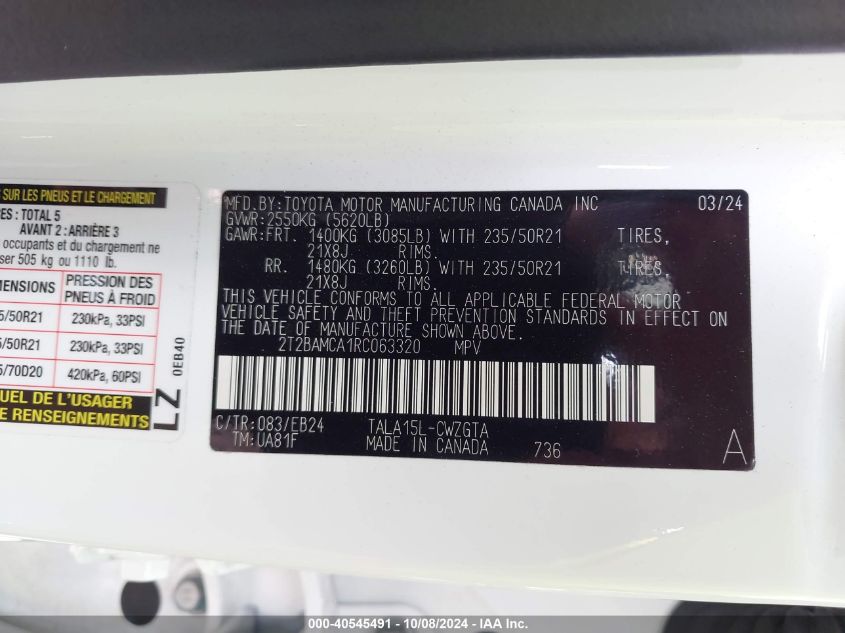 SUR LES PNEUS ET LE CHARGEMENT
RES : TOTAL 5
AVANT 2 : ARRIÈRE 3
occupants et du chargement ne
ser 505 kg ou 1110 lb.
MENSIONS
PRESSION DES
PNEUS À FROID
5/50R21
230kPa, 33PSI
5/50R21
230kPa, 33PSI
5/70D20
420kPa, 60PSI
UEL DE L'USAGER
DE RENSEIGNEMENTS
LZ
0EB40
MFD.BY:TOYOTA MOTOR MANUFACTURING CANADA INC 03/24
GVWR:2550KG (5620LB)
GAWR:FRT. 1400KG (3085LB) WITH 235/50R21 TIRES,
21X8J RIMS.
RR. 1480KG (3260LB) WITH 235/50R21 TIRES,
21X8J RIMS.
THIS VEHICLE CONFORMS TO ALL APPLICABLE FEDERAL MOTOR
VEHICLE SAFETY AND THEFT PREVENTION STANDARDS IN EFFECT ON
THE DATE OF MANUFACTURE SHOWN ABOVE.
2T2BAMCA1RC063320 MPV
C/TR:083/EB24 TALA15L-CWZGTA
TM:UA81F MADE IN CANADA 736 A
000-40545491 - 10/08/2024 - IAA Inc.